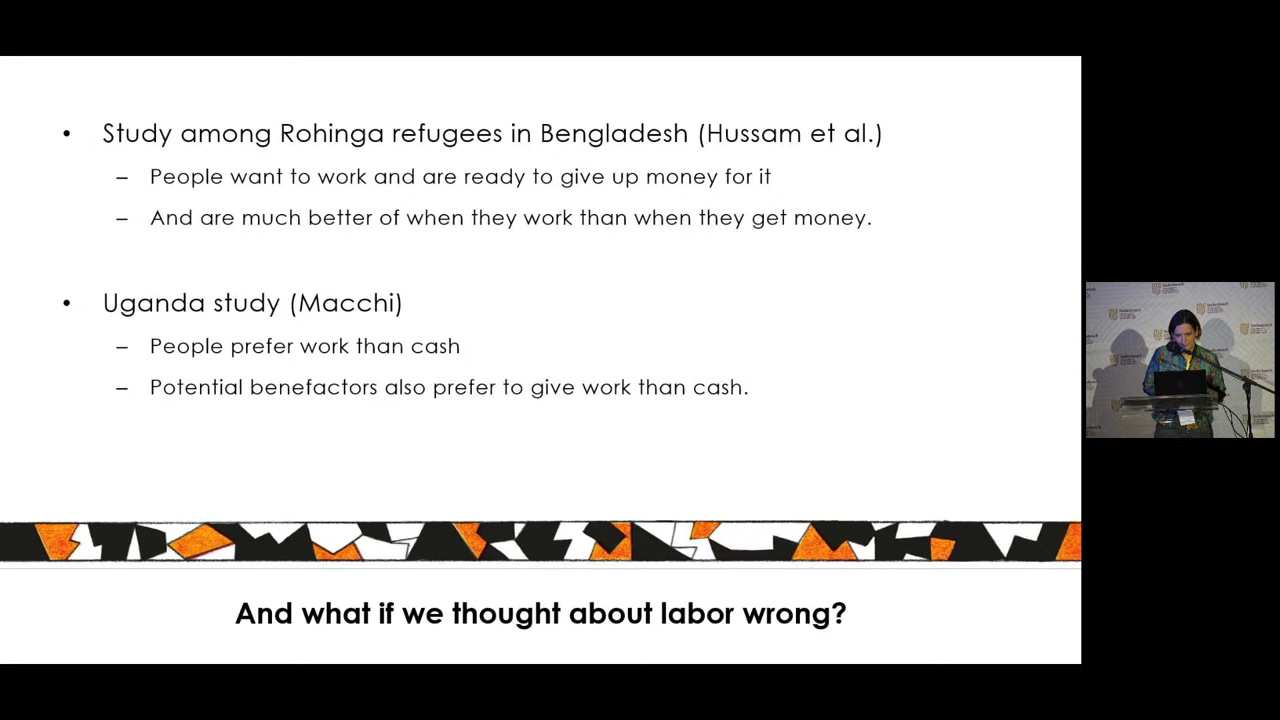 • Study among Rohinga refugees in Bengladesh (Hussam et al.)
– People want to work and are ready to give up money for it
– And are much better of when they work than when they get money.
• Uganda study (Macchi)
– People prefer work than cash
– Potential benefactors also prefer to give work than cash.
And what if we thought about labor wrong?